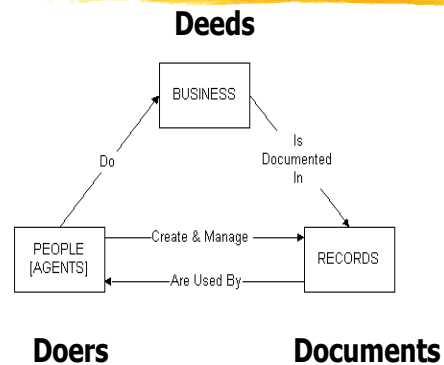 Deeds
BUSINESS
Do
Is
Documented
In
PEOPLE
[AGENTS]
Create & Manage
Are Used By
RECORDS
Doers
Documents